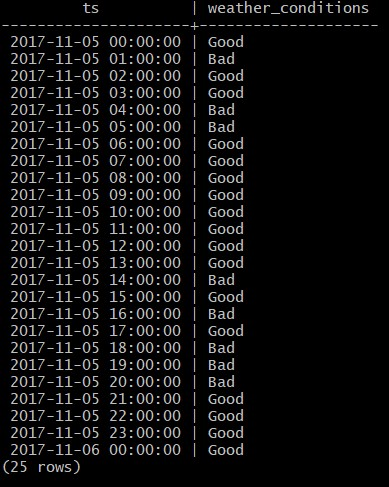 ts | weather_conditions
---------------------+--------------------
2017-11-05 00:00:00 | Good
2017-11-05 01:00:00 | Bad
2017-11-05 02:00:00 | Good
2017-11-05 03:00:00 | Good
2017-11-05 04:00:00 | Bad
2017-11-05 05:00:00 | Bad
2017-11-05 06:00:00 | Good
2017-11-05 07:00:00 | Good
2017-11-05 08:00:00 | Good
2017-11-05 09:00:00 | Good
2017-11-05 10:00:00 | Good
2017-11-05 11:00:00 | Good
2017-11-05 12:00:00 | Good
2017-11-05 13:00:00 | Good
2017-11-05 14:00:00 | Bad
2017-11-05 15:00:00 | Good
2017-11-05 16:00:00 | Bad
2017-11-05 17:00:00 | Good
2017-11-05 18:00:00 | Bad
2017-11-05 19:00:00 | Bad
2017-11-05 20:00:00 | Bad
2017-11-05 21:00:00 | Good
2017-11-05 22:00:00 | Good
2017-11-05 23:00:00 | Good
2017-11-06 00:00:00 | Good
(25 rows)